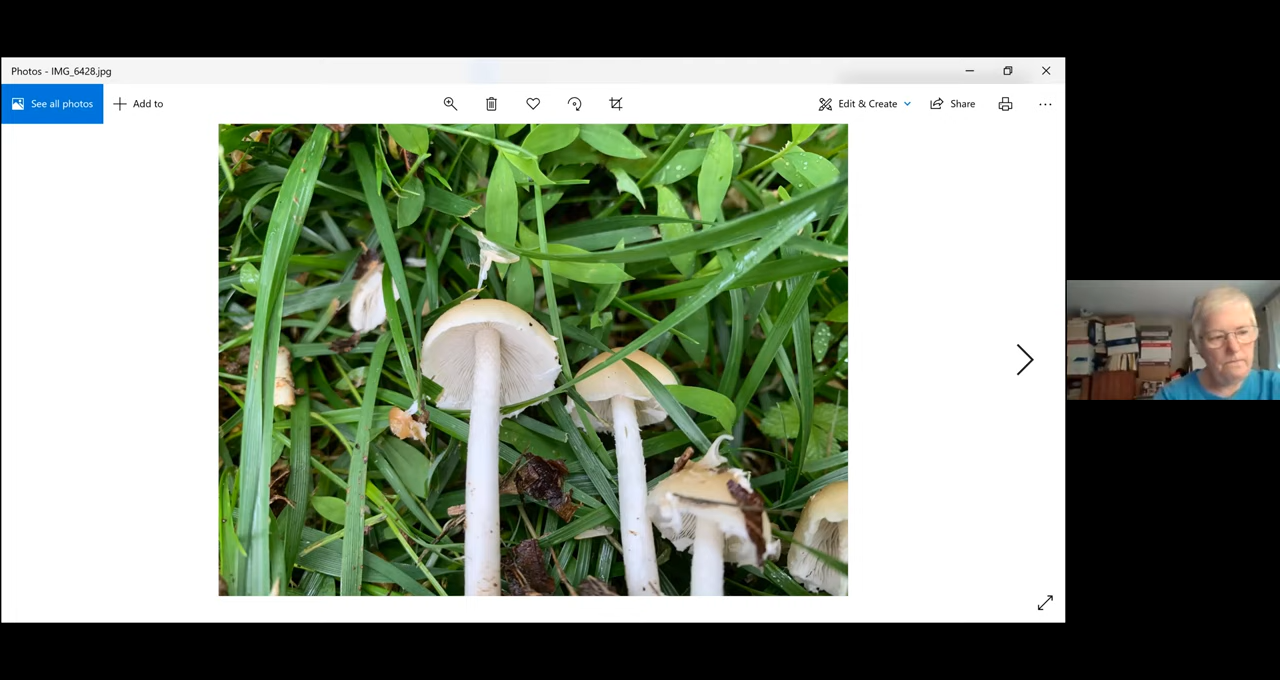 Photos - IMG_6428.jpg
See all photos
Add to
Edit & Create
Share